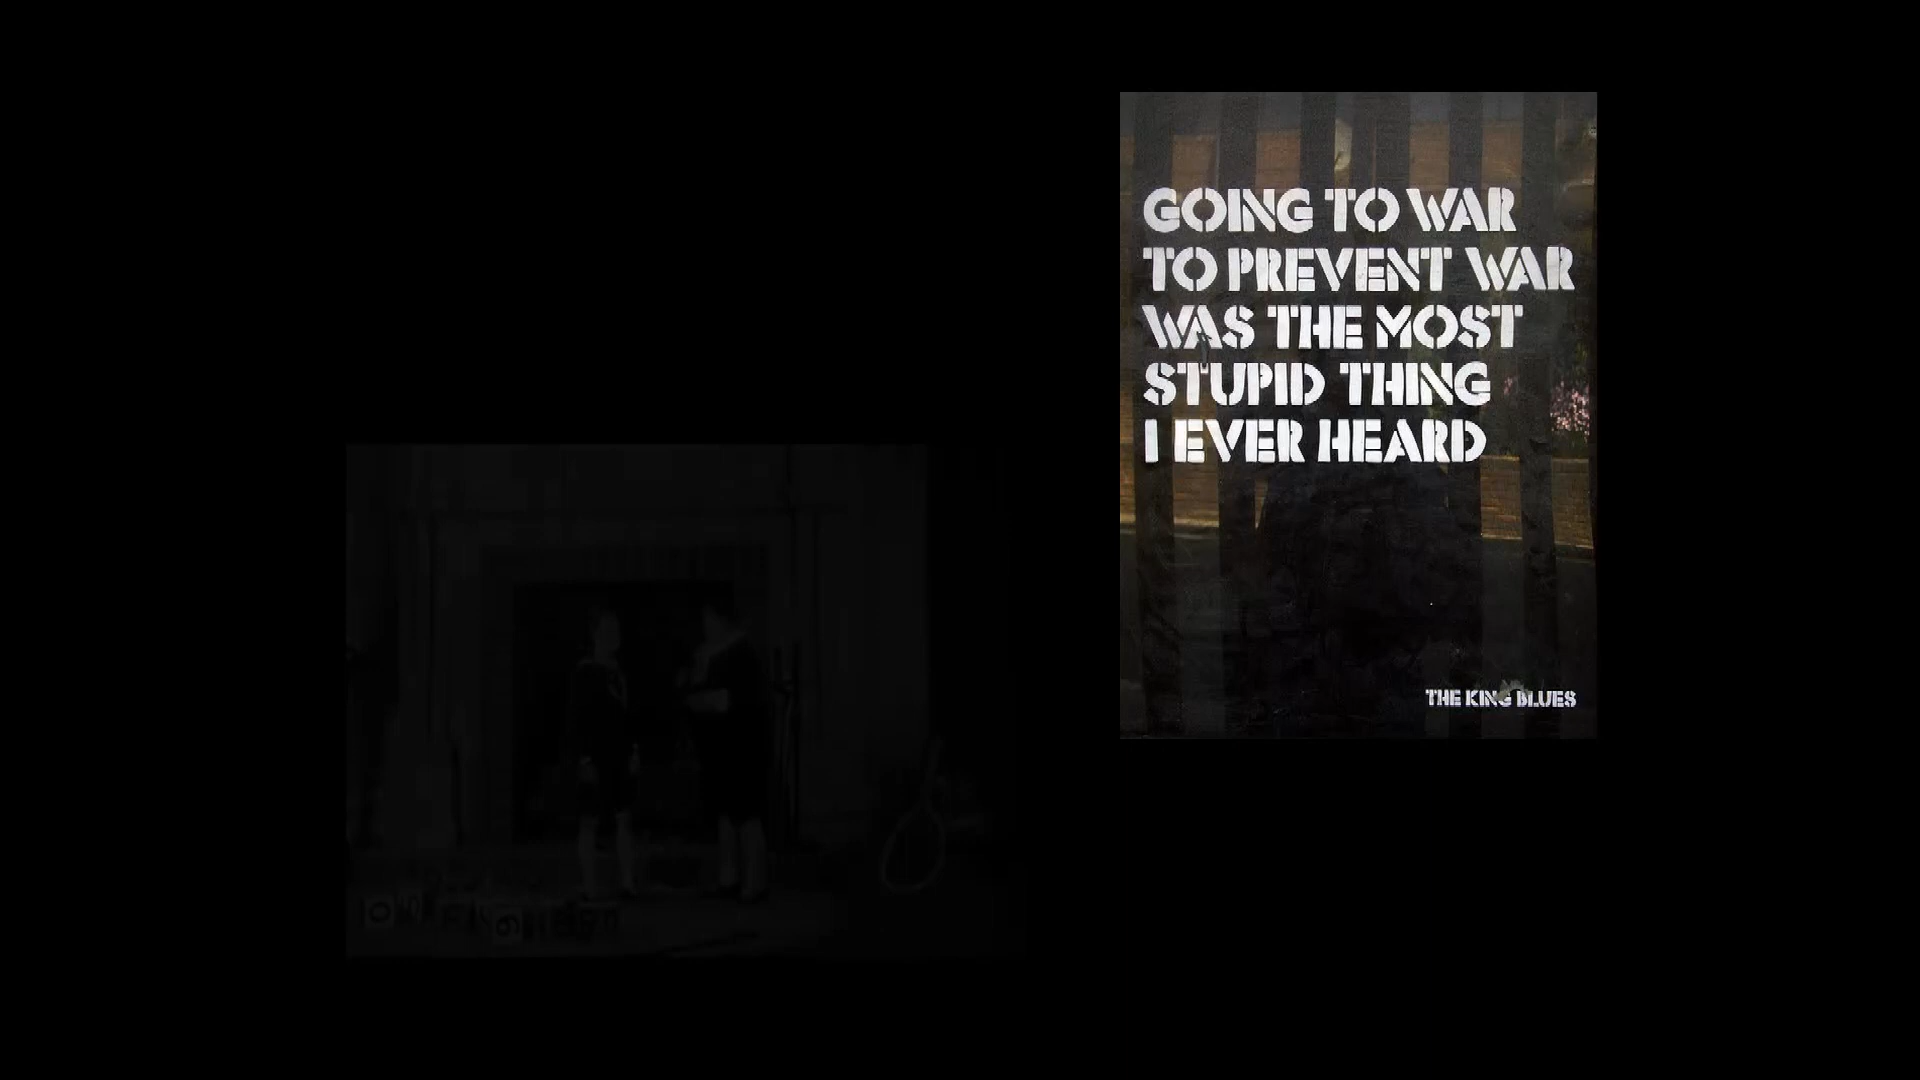 GOING TO WAR
TO PREVENT WAR
WAS THE MOST
STUPID THING
I EVER HEARD
THE KING BLUES